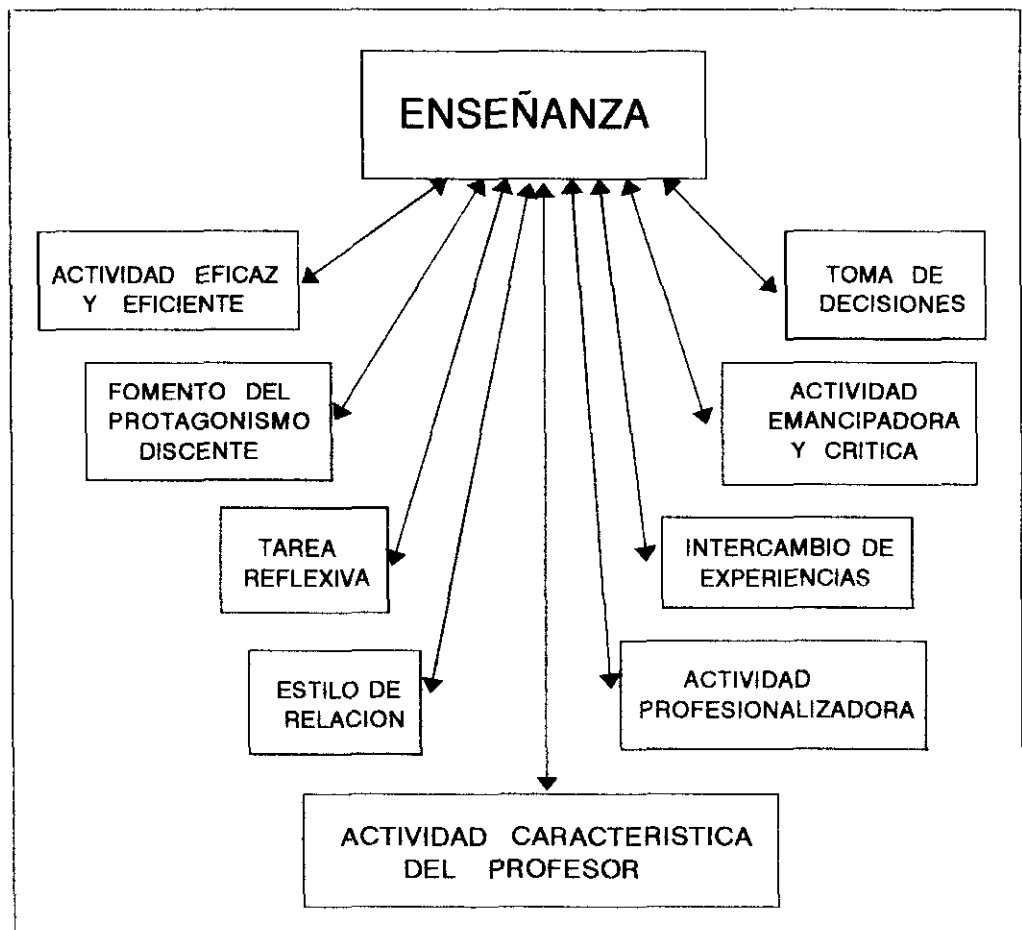 ENSEÑANZA
ACTIVIDAD EFICAZ
Y EFICIENTE
TOMA DE
DECISIONES
FOMENTO DEL
PROTAGONISMO
DISCENTE
ACTIVIDAD
EMANCIPADORA
Y CRITICA
TAREA
REFLEXIVA
INTERCAMBIO DE
EXPERIENCIAS
ESTILO DE
RELACION
ACTIVIDAD
PROFESIONALIZADORA
ACTIVIDAD CARACTERISTICA
DEL PROFESOR